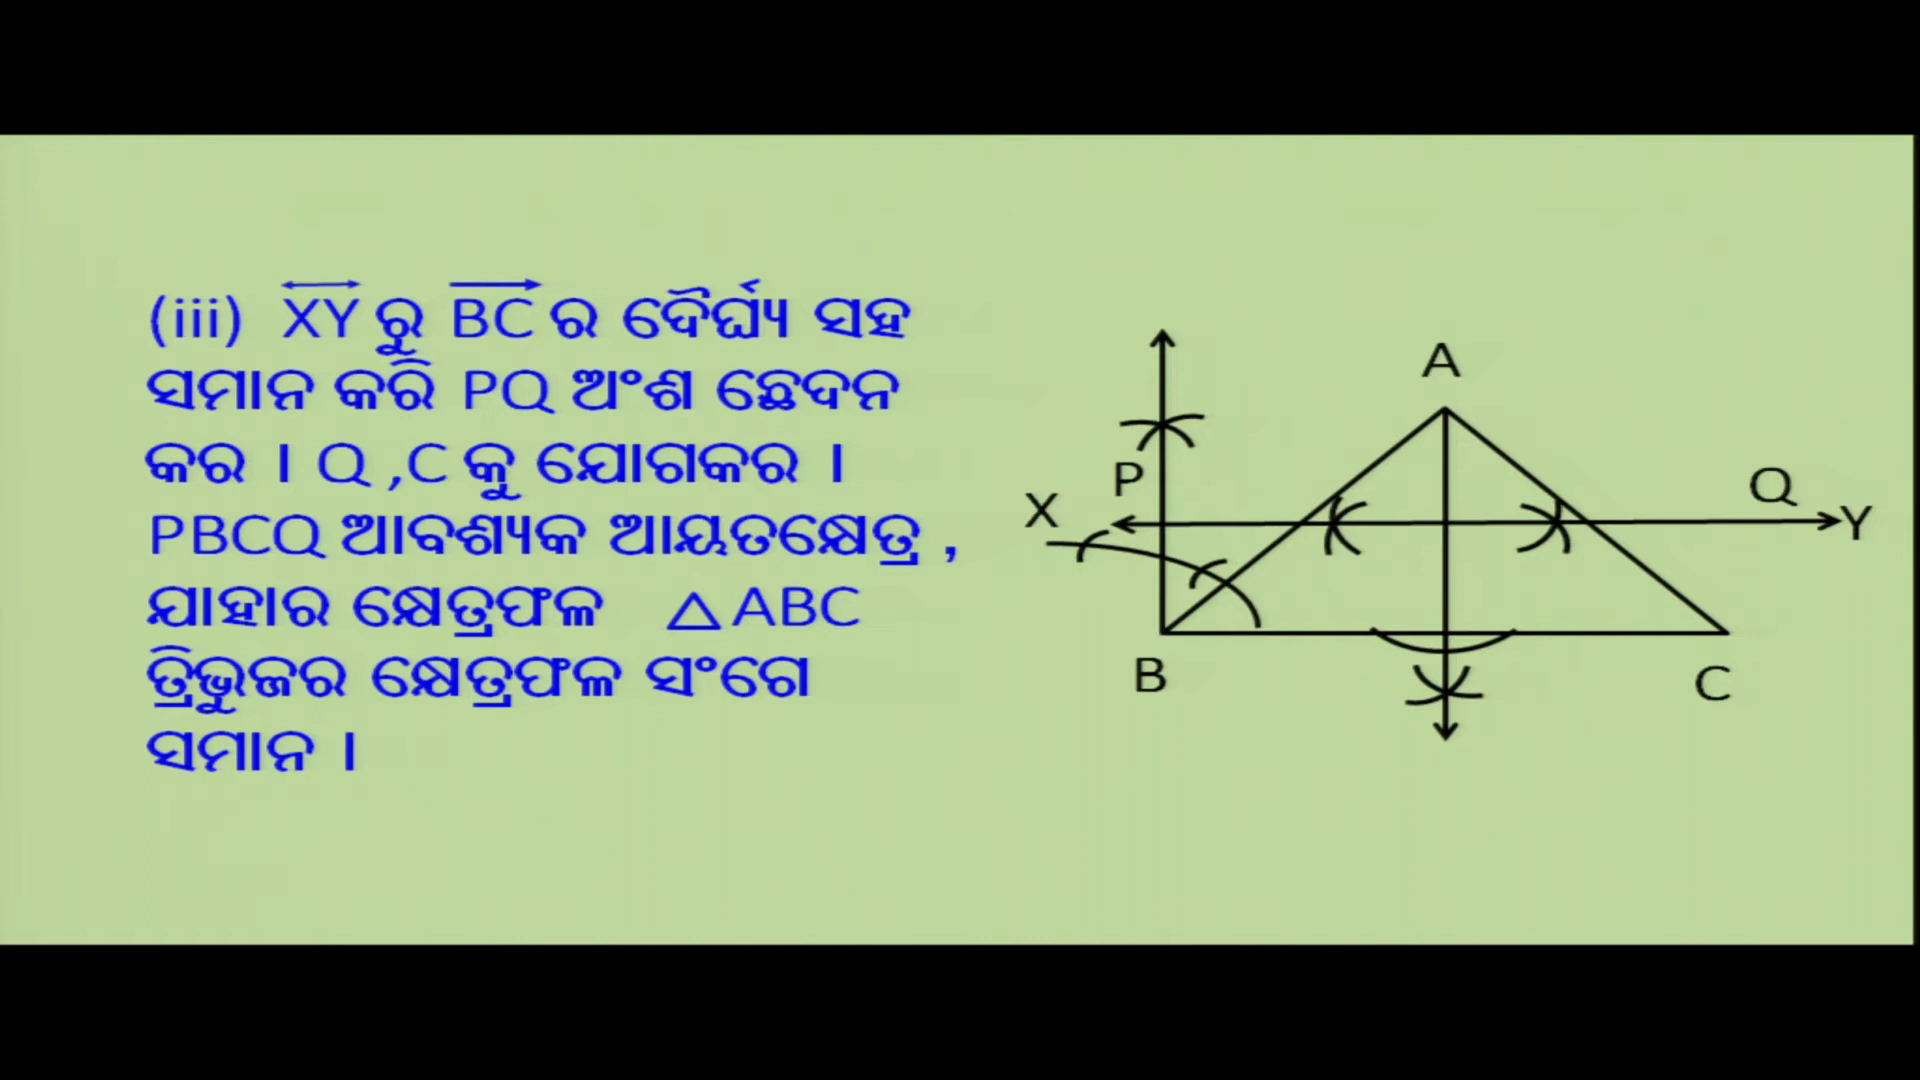 (iii) XY ରୁ BC ର ଦୈର୍ଘ୍ୟ ସହ
ସମାନ କରି PQ ଅଂଶ ଛେଦନ
କର । Q ,C କୁ ଯୋଗକର ।
PBCQ ଆବଶ୍ୟକ ଆୟତକ୍ଷେତ୍ର ,
ଯାହାର କ୍ଷେତ୍ରଫଳ △ ABC
ତ୍ରିଭୁଜର କ୍ଷେତ୍ରଫଳ ସଂଗେ
ସମାନ ।
A
P
Q
X
Y
B
C